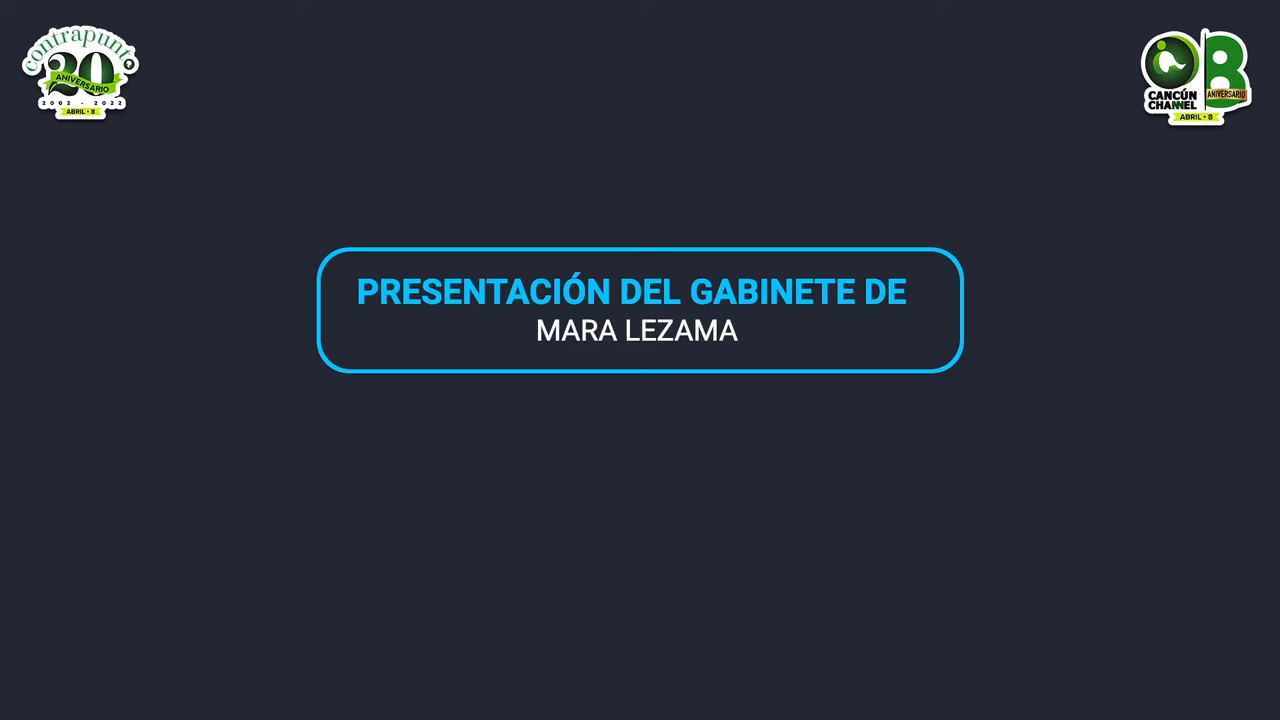 contrapunto
20
ANIVERSARIO
2002 - 2022
ABRIL • 8
CANCÚN
CHANNEL
8
ANIVERSARIO
ABRIL • 8
PRESENTACIÓN DEL GABINETE DE
MARA LEZAMA